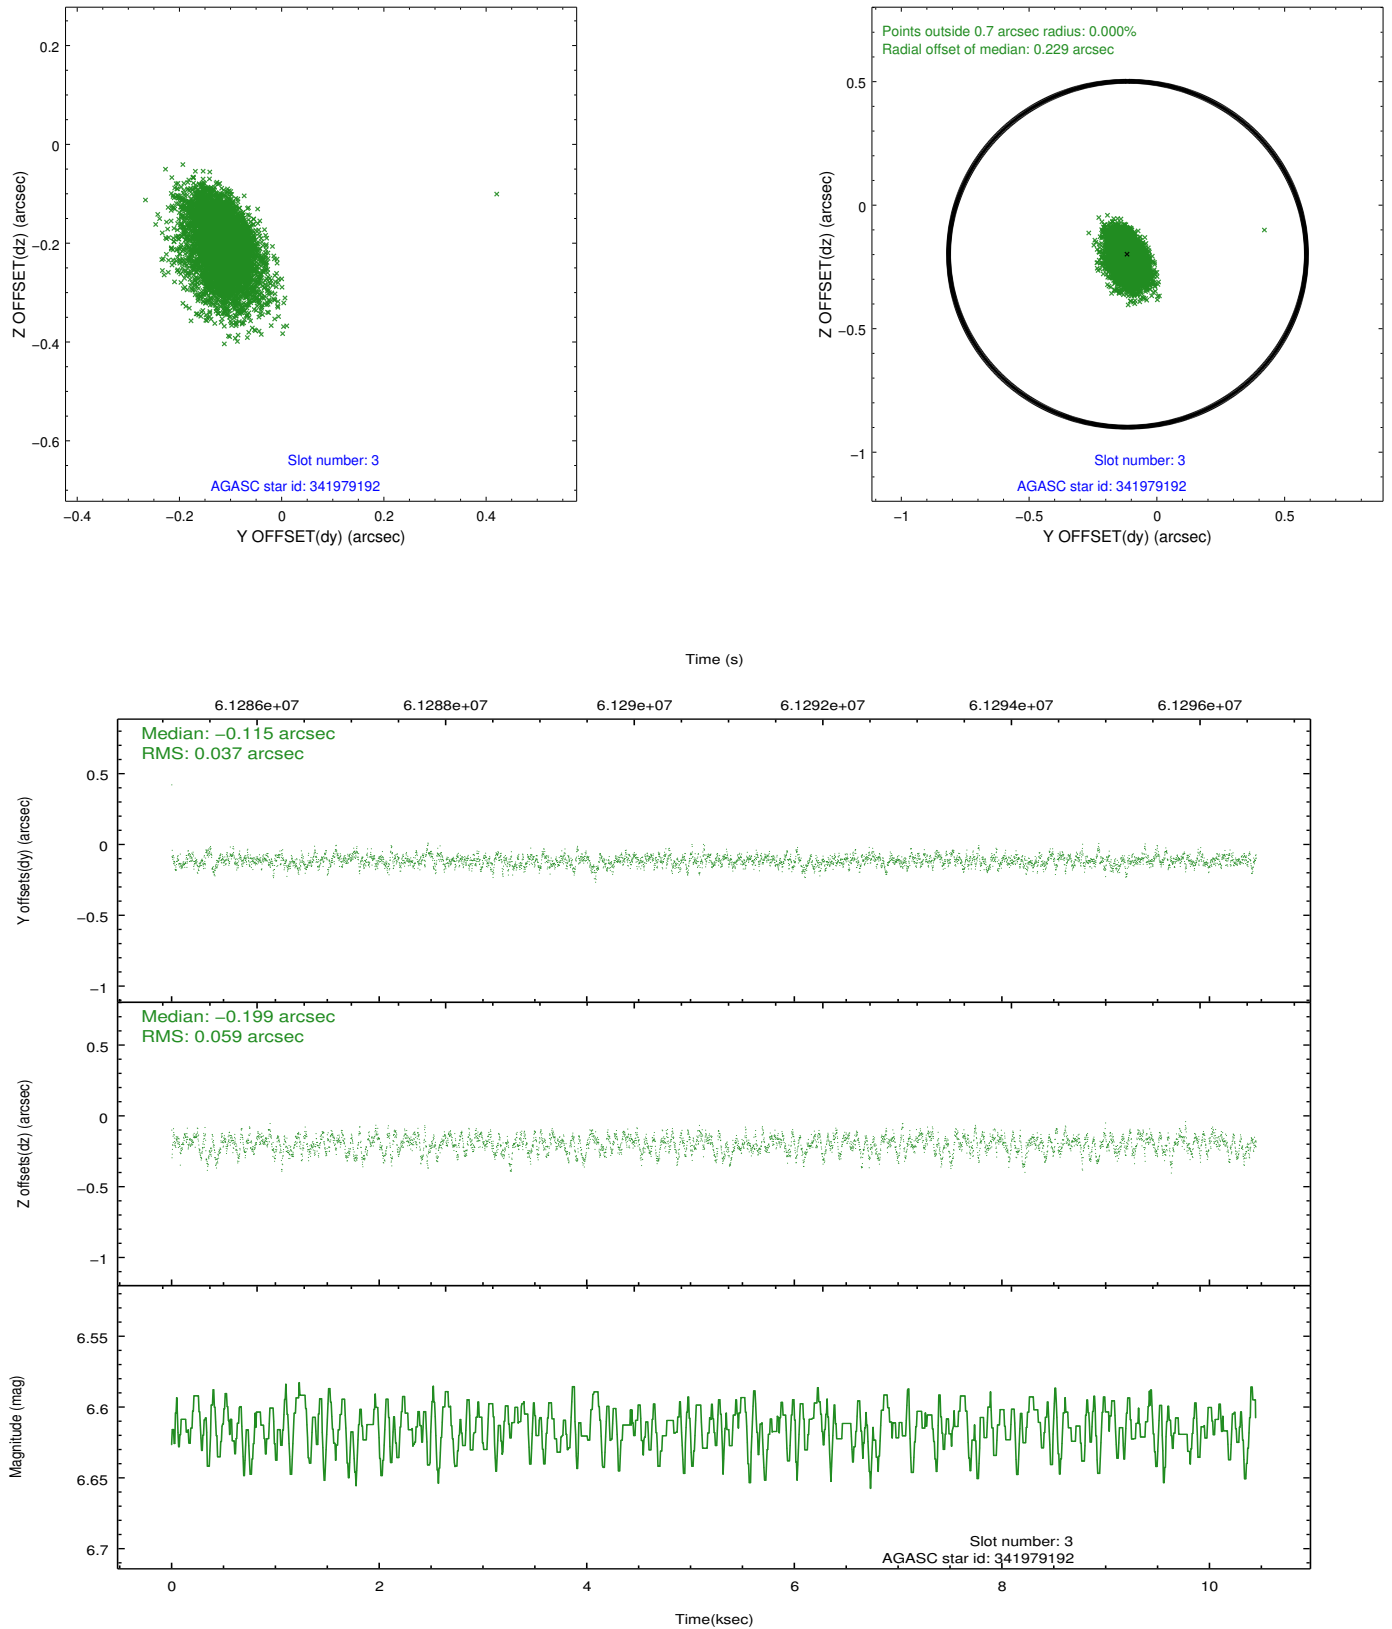 0.2
0
−0.2
−0.4
−0.6
Z OFFSET(dz) (arcsec)
Slot number: 3
AGASC star id: 341979192
−0.4
−0.2
0
0.2
0.4
Y OFFSET(dy) (arcsec)
Points outside 0.7 arcsec radius: 0.000%
Radial offset of median: 0.229 arcsec
0.5
0
−0.5
−1
Z OFFSET(dz) (arcsec)
Slot number: 3
AGASC star id: 341979192
−1
−0.5
0
0.5
Y OFFSET(dy) (arcsec)
Time (s)
6.1286e+07
6.1288e+07
6.129e+07
6.1292e+07
6.1294e+07
6.1296e+07
Median: −0.115 arcsec
RMS: 0.037 arcsec
0.5
0
−0.5
−1
Y offsets(dy) (arcsec)
Median: −0.199 arcsec
RMS: 0.059 arcsec
0.5
0
−0.5
−1
Z offsets(dz) (arcsec)
6.55
6.6
6.65
6.7
Magnitude (mag)
Slot number: 3
AGASC star id: 341979192
0
2
4
6
8
10
Time(ksec)